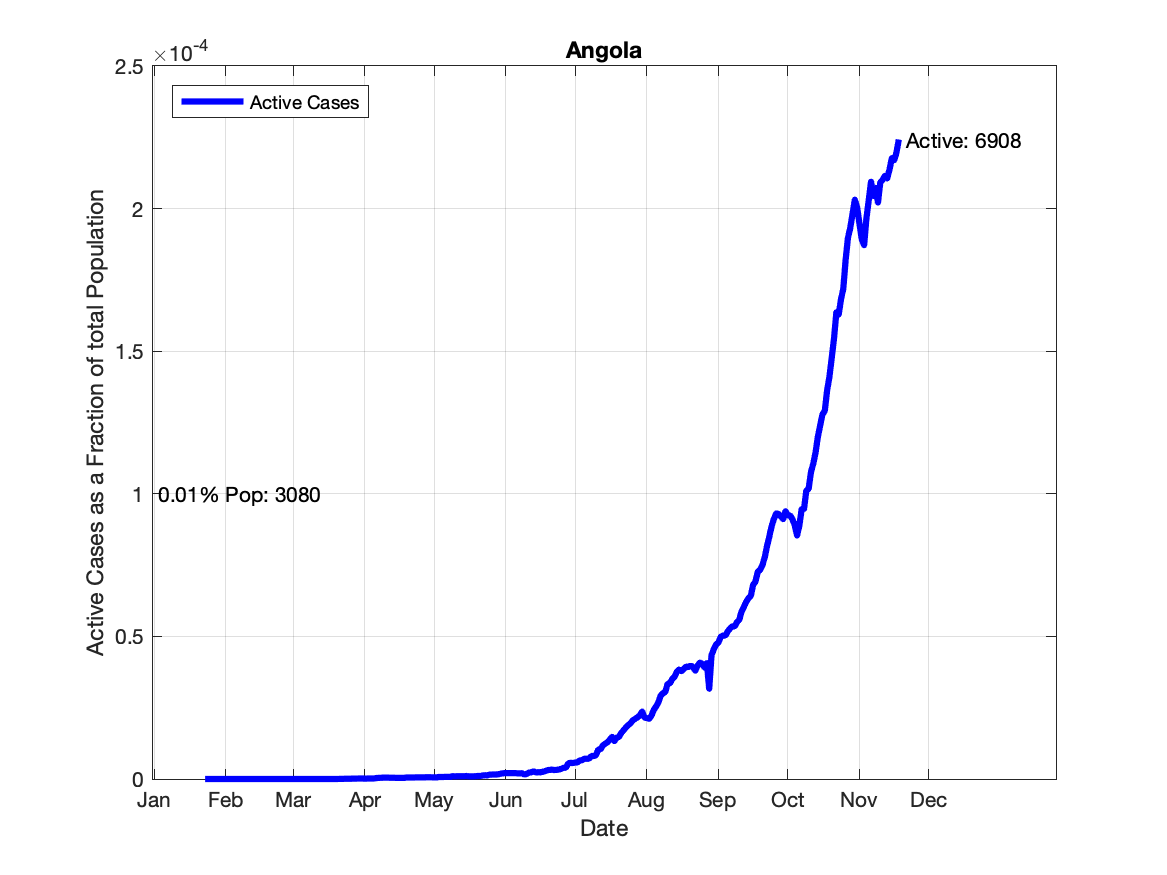 Angola
×10-4
2.5
2
1.5
1
0.5
0
Active Cases as a Fraction of total Population
Active Cases
Active: 6908
0.01% Pop: 3080
Jan Feb Mar Apr May Jun Jul Aug Sep Oct Nov Dec
Date